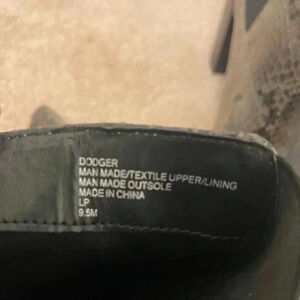 DODGER
MAN MADE/TEXTILE UPPER/LINING
MAN MADE OUTSOLE
MADE IN CHINA
LP
9.5M